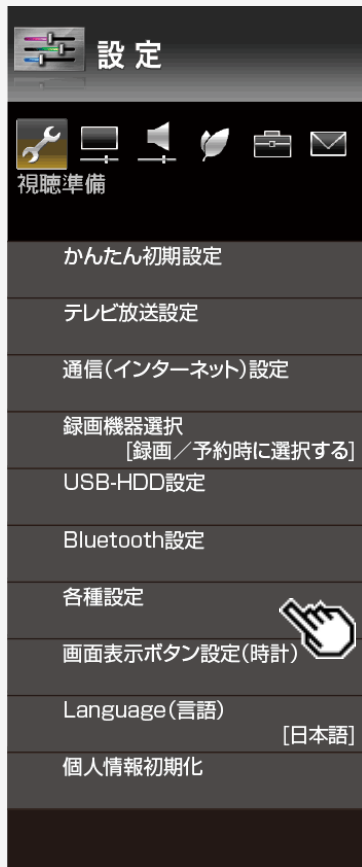 設定
視聴準備
かんたん初期設定
テレビ放送設定
通信(インターネット)設定
録画機器選択
[録画／予約時に選択する]
USB-HDD設定
Bluetooth設定
各種設定
画面表示ボタン設定(時計)
Language(言語)
[日本語]
個人情報初期化